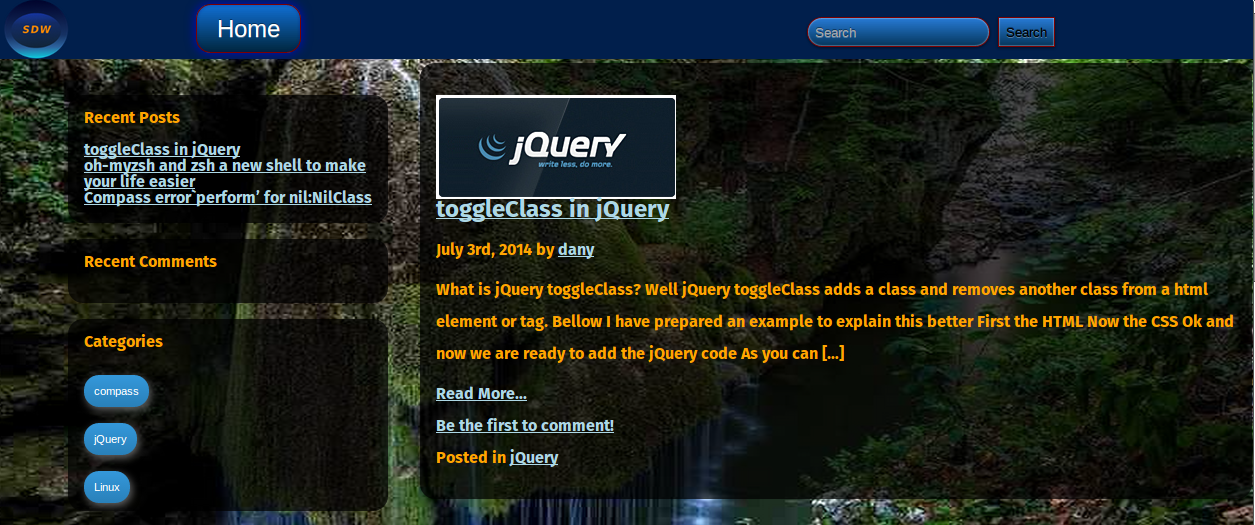 SDW
Home
Search
Search
Recent Posts
toggleClass in jQuery
oh-myzsh and zsh a new shell to make
your life easier
Compass error`perform’ for nil:NilClass
Recent Comments
Categories
compass
jQuery
Linux
jQuery
write less, do more.
toggleClass in jQuery
July 3rd, 2014 by dany
What is jQuery toggleClass? Well jQuery toggleClass adds a class and removes another class from a html
element or tag. Bellow I have prepared an example to explain this better First the HTML Now the CSS Ok and
now we are ready to add the jQuery code As you can [...]
Read More...
Be the first to comment!
Posted in jQuery